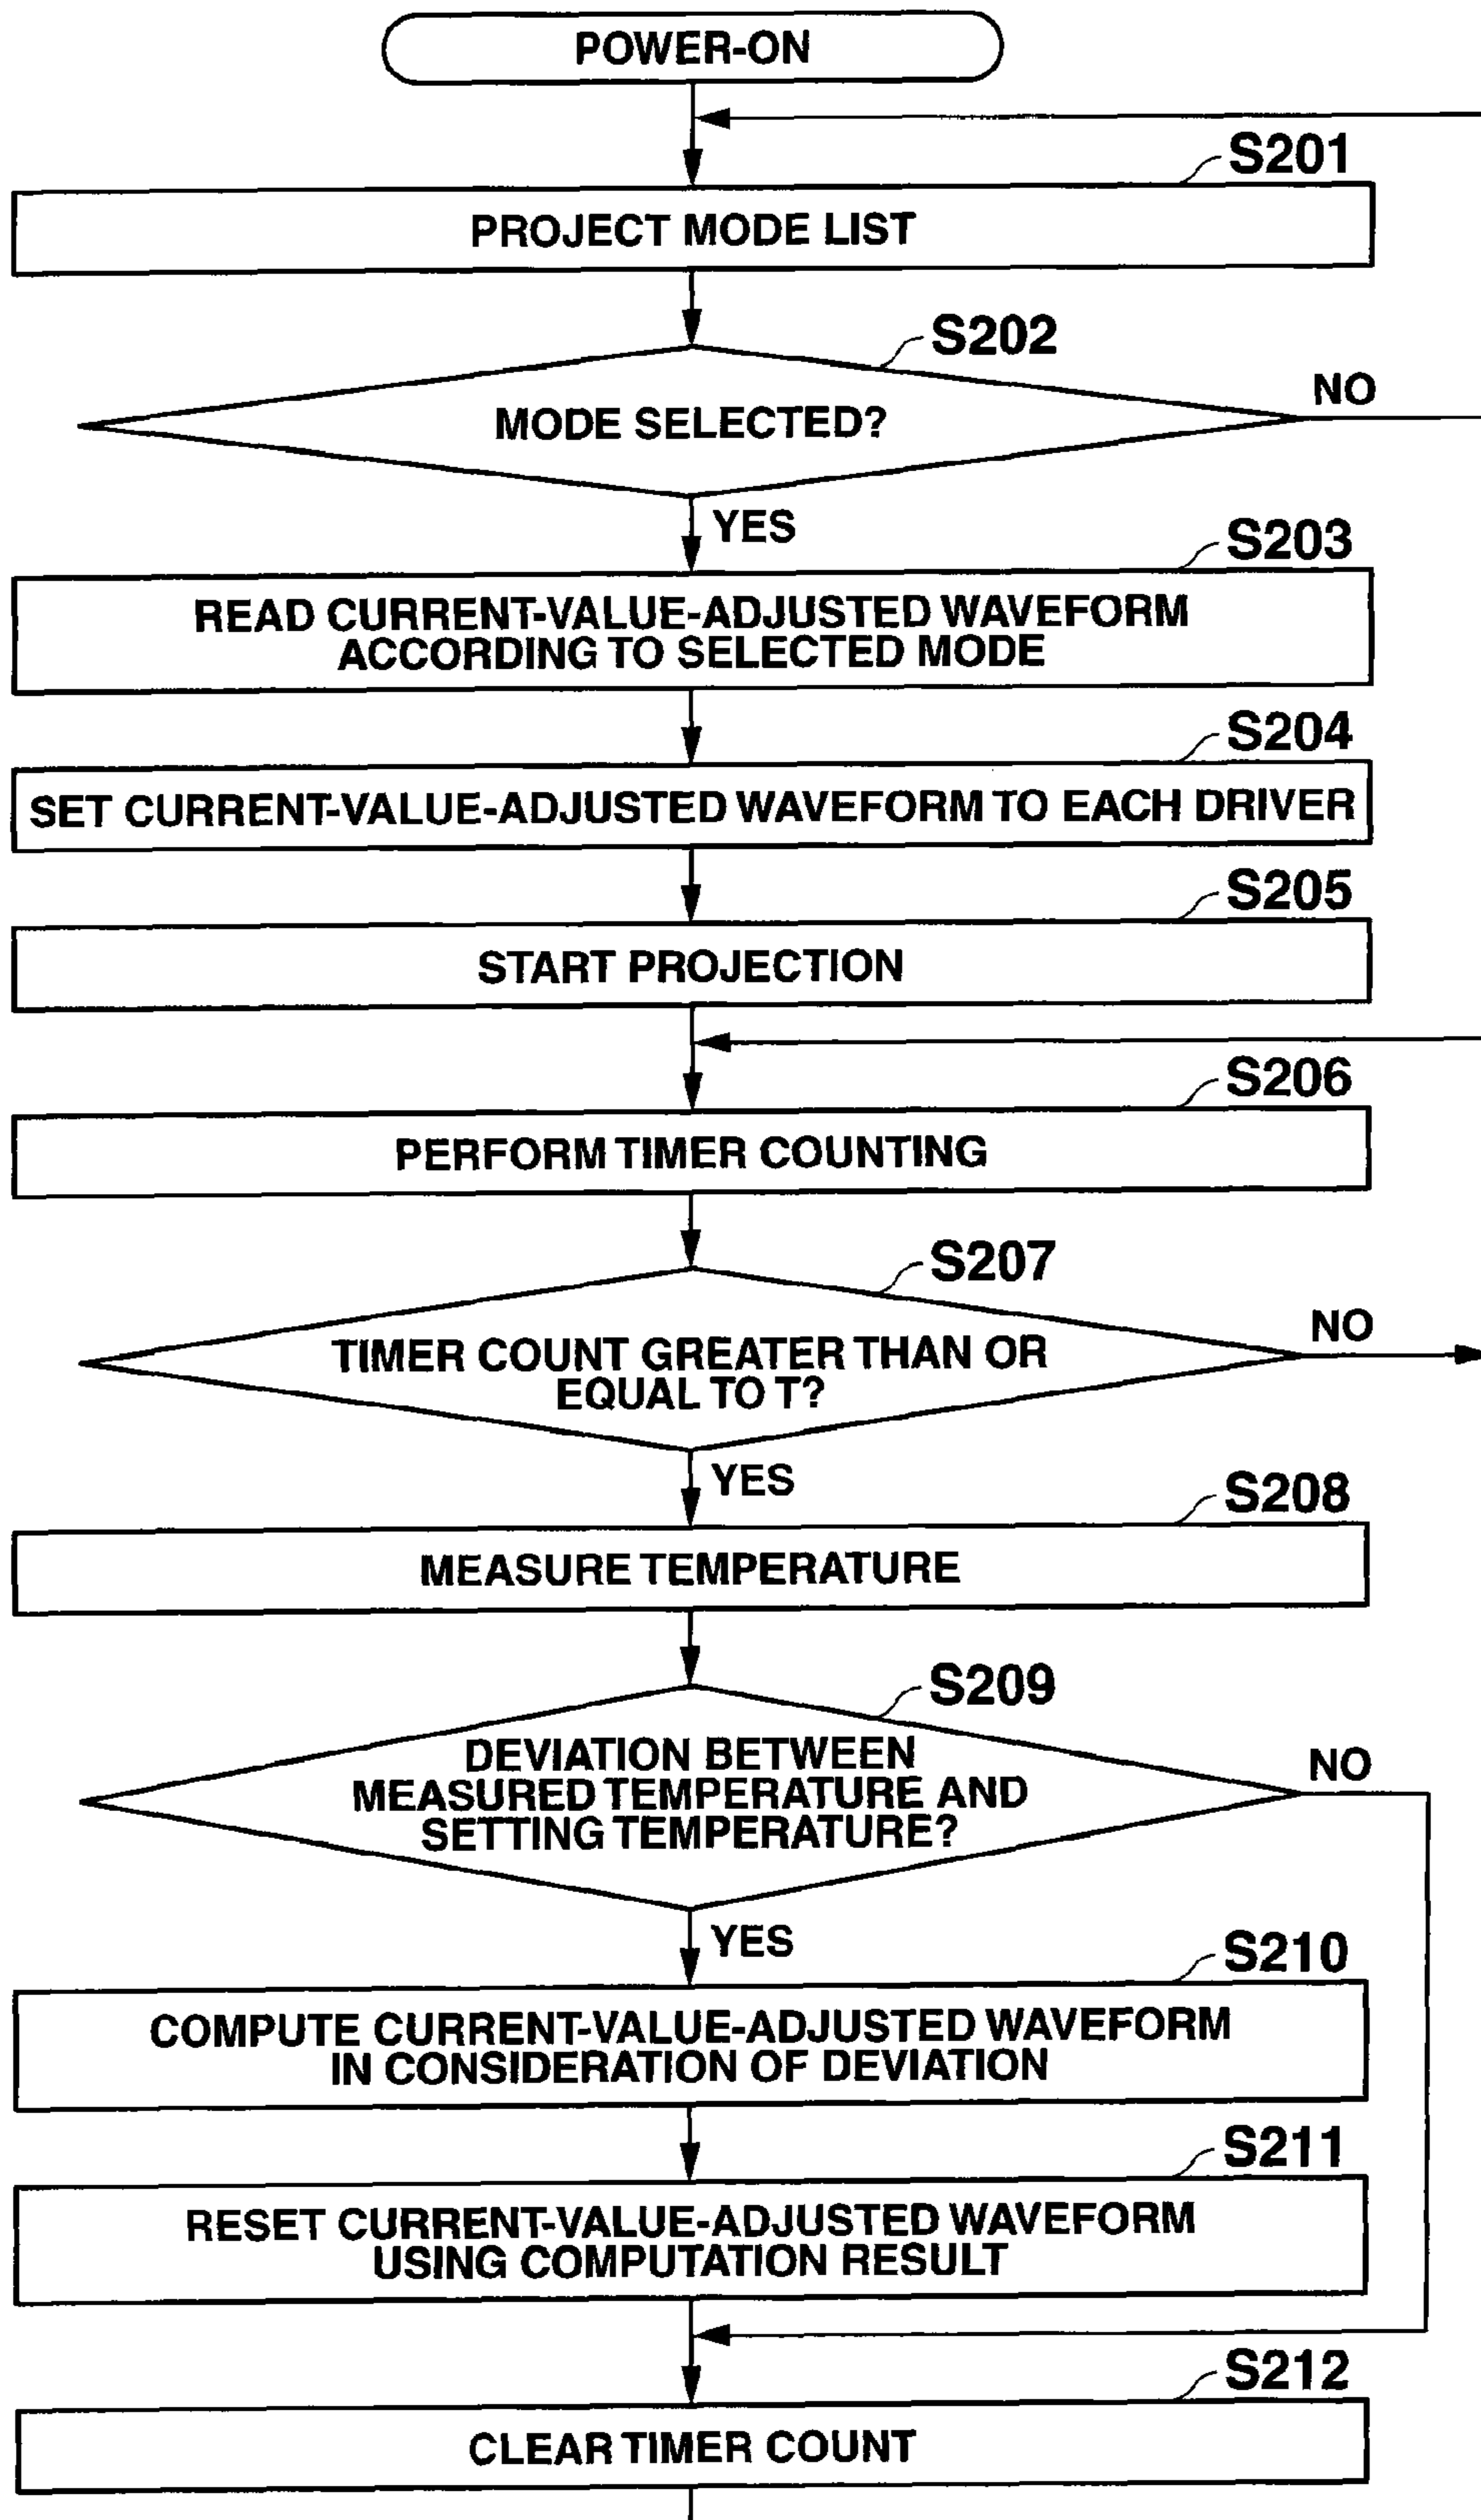 POWER-ON
S201
PROJECT MODE LIST
S202
MODE SELECTED?
NO
YES
S203
READ CURRENT-VALUE-ADJUSTED WAVEFORM
ACCORDING TO SELECTED MODE
S204
SET CURRENT-VALUE-ADJUSTED WAVEFORM TO EACH DRIVER
S205
START PROJECTION
S206
PERFORM TIMER COUNTING
S207
TIMER COUNT GREATER THAN OR
EQUAL TO T?
NO
YES
S208
MEASURE TEMPERATURE
S209
DEVIATION BETWEEN
MEASURED TEMPERATURE AND
SETTING TEMPERATURE?
NO
YES
S210
COMPUTE CURRENT-VALUE-ADJUSTED WAVEFORM
IN CONSIDERATION OF DEVIATION
S211
RESET CURRENT-VALUE-ADJUSTED WAVEFORM
USING COMPUTATION RESULT
S212
CLEAR TIMER COUNT